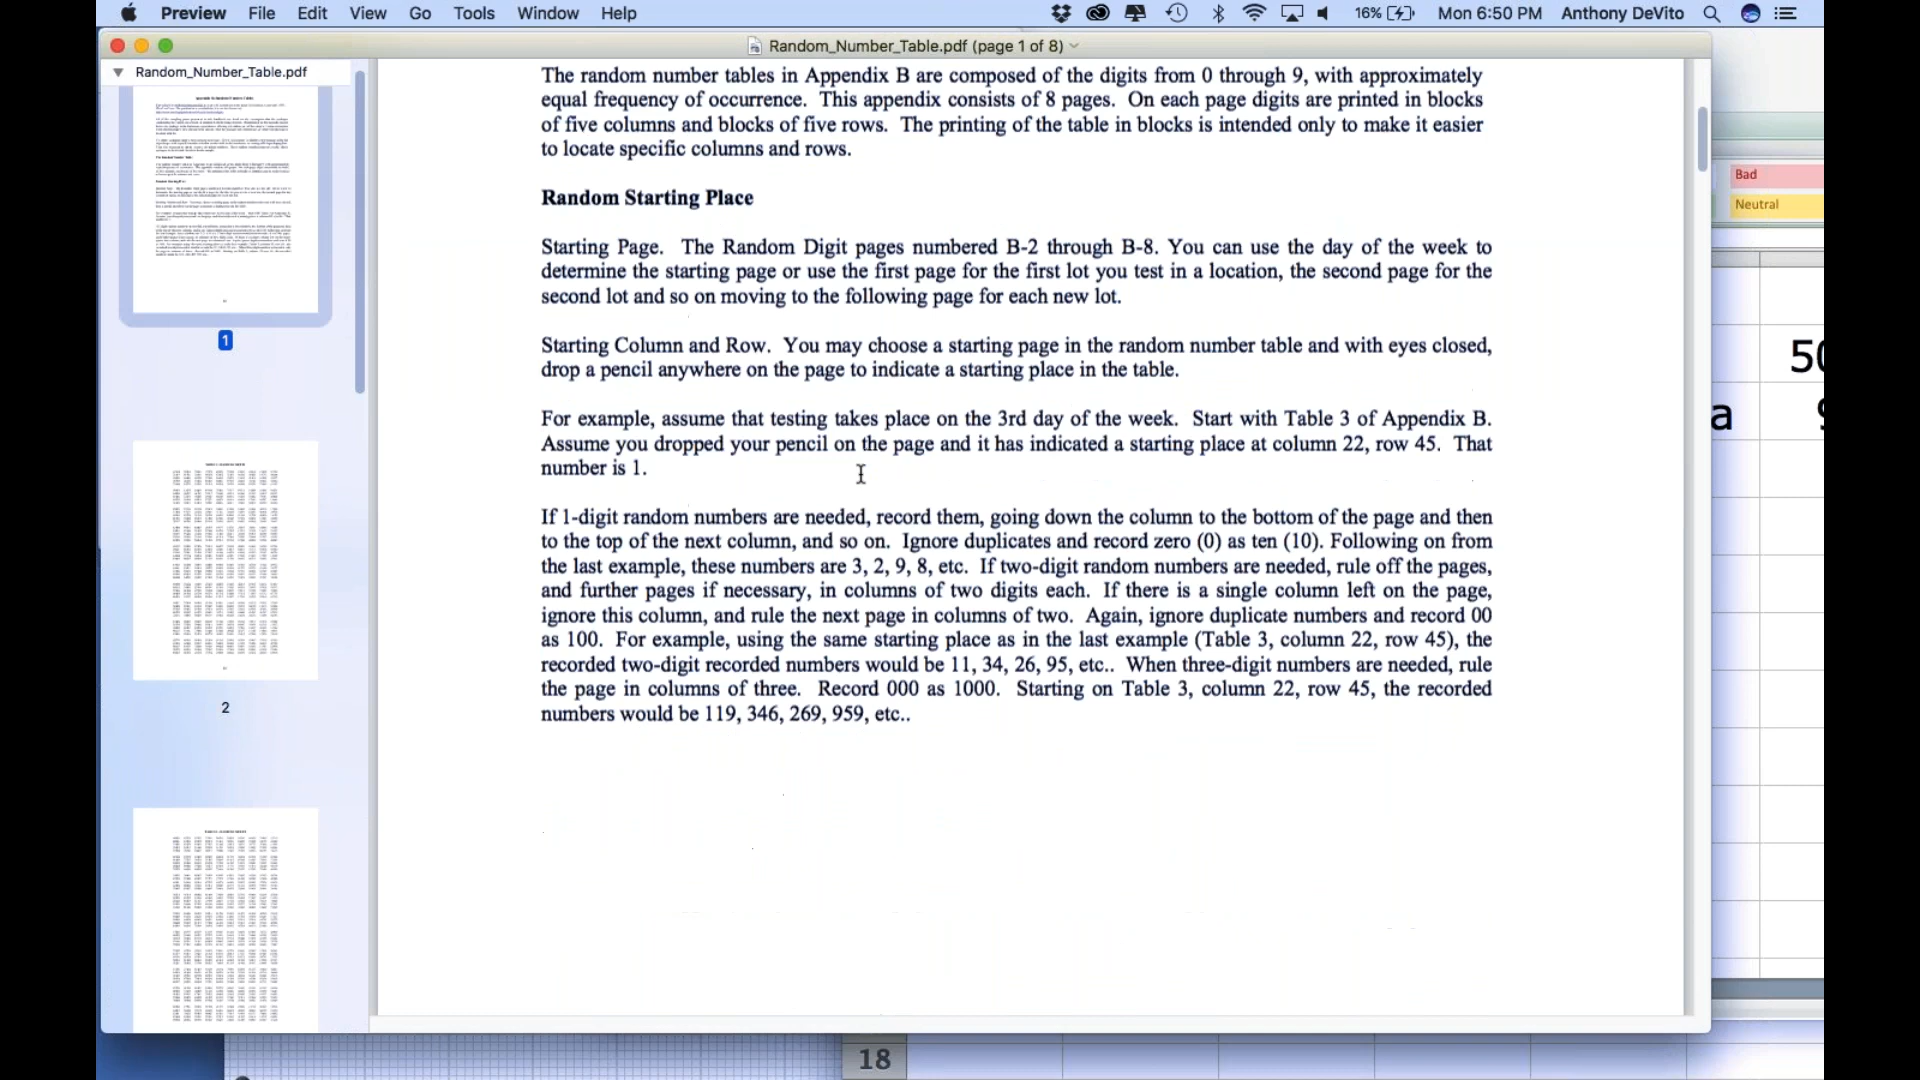 Preview File Edit View Go Tools Window Help 16% Mon 6:50 PM Anthony DeVito
Random_Number_Table.pdf (page 1 of 8)
Random_Number_Table.pdf
1
2
The random number tables in Appendix B are composed of the digits from 0 through 9, with approximately
equal frequency of occurrence. This appendix consists of 8 pages. On each page digits are printed in blocks
of five columns and blocks of five rows. The printing of the table in blocks is intended only to make it easier
to locate specific columns and rows.
Random Starting Place
Starting Page. The Random Digit pages numbered B-2 through B-8. You can use the day of the week to
determine the starting page or use the first page for the first lot you test in a location, the second page for the
second lot and so on moving to the following page for each new lot.
Starting Column and Row. You may choose a starting page in the random number table and with eyes closed,
drop a pencil anywhere on the page to indicate a starting place in the table.
For example, assume that testing takes place on the 3rd day of the week. Start with Table 3 of Appendix B.
Assume you dropped your pencil on the page and it has indicated a starting place at column 22, row 45. That
number is 1.
If 1-digit random numbers are needed, record them, going down the column to the bottom of the page and then
to the top of the next column, and so on. Ignore duplicates and record zero (0) as ten (10). Following on from
the last example, these numbers are 3, 2, 9, 8, etc. If two-digit random numbers are needed, rule off the pages,
and further pages if necessary, in columns of two digits each. If there is a single column left on the page,
ignore this column, and rule the next page in columns of two. Again, ignore duplicate numbers and record 00
as 100. For example, using the same starting place as in the last example (Table 3, column 22, row 45), the
recorded two-digit recorded numbers would be 11, 34, 26, 95, etc.. When three-digit numbers are needed, rule
the page in columns of three. Record 000 as 1000. Starting on Table 3, column 22, row 45, the recorded
numbers would be 119, 346, 269, 959, etc..
Bad
Neutral
50
a
18